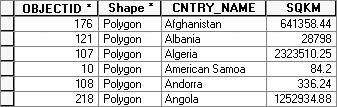 OBJECTID * Shape * CNTRY_NAME SQKM
176 Polygon Afghanistan 641358.44
121 Polygon Albania 28798
107 Polygon Algeria 2323510.25
10 Polygon American Samoa 84.2
108 Polygon Andorra 336.24
218 Polygon Angola 1252934.88